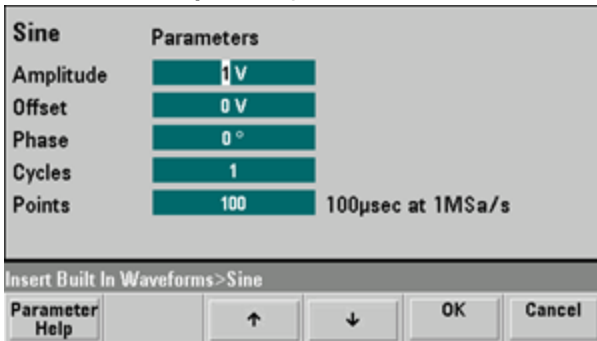 Sine Parameters
Amplitude 1 V
Offset 0 V
Phase 0 °
Cycles 1
Points 100 100µsec at 1MSa/s
Insert Built In Waveforms>Sine
Parameter Help ↑ ↓ OK Cancel